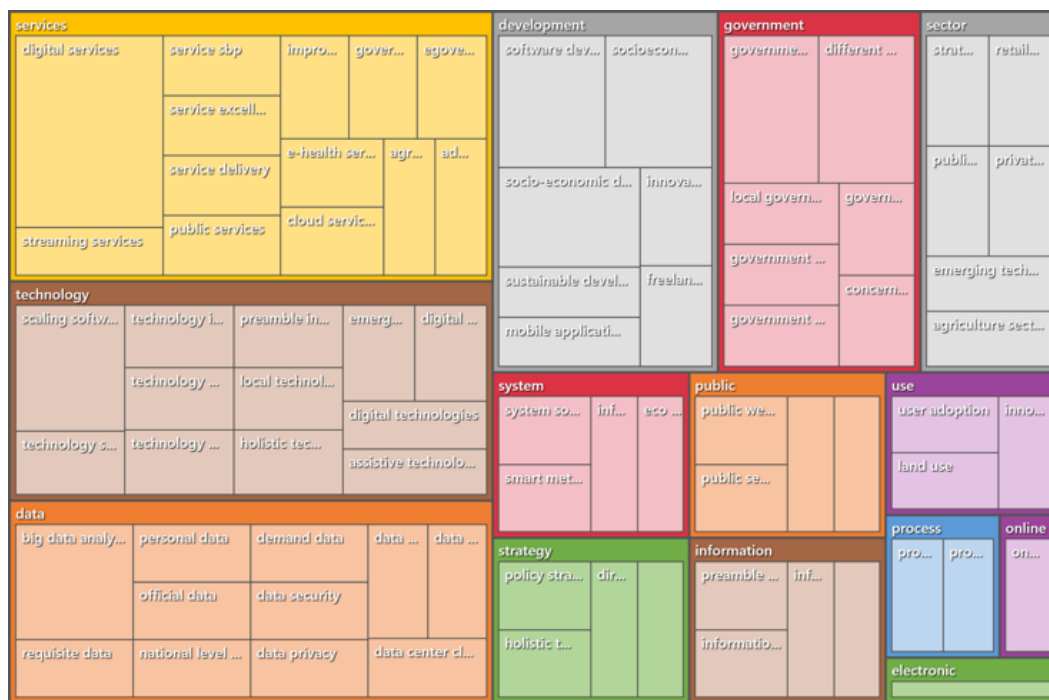 services
digital services
service sbp
impro...
gover...
egove...
service excell...
service delivery
e-health ser...
agr...
ad...
streaming services
public services
cloud servic...
technology
scaling softw...
technology i...
preamble in...
emerg...
digital ...
technology ...
local technol...
digital technologies
technology s...
technology ...
holistic tec...
assistive technolo...
data
big data analy...
personal data
demand data
data ...
data ...
official data
data security
requisite data
national level ...
data privacy
data center cl...
development
software dev...
socioecon...
socio-economic d...
innova...
sustainable devel...
freelan...
mobile applicati...
government
governme...
different ...
local govern...
govern...
government ...
concern...
government ...
sector
strat...
retail...
publi...
privat...
emerging tech...
agriculture sect...
system
system so...
inf...
eco ...
smart met...
public
public we...
public se...
use
user adoption
inno...
land use
strategy
policy stra...
dir...
holistic t...
information
preamble ...
inf...
informatio...
process
pro...
pro...
online
on...
electronic